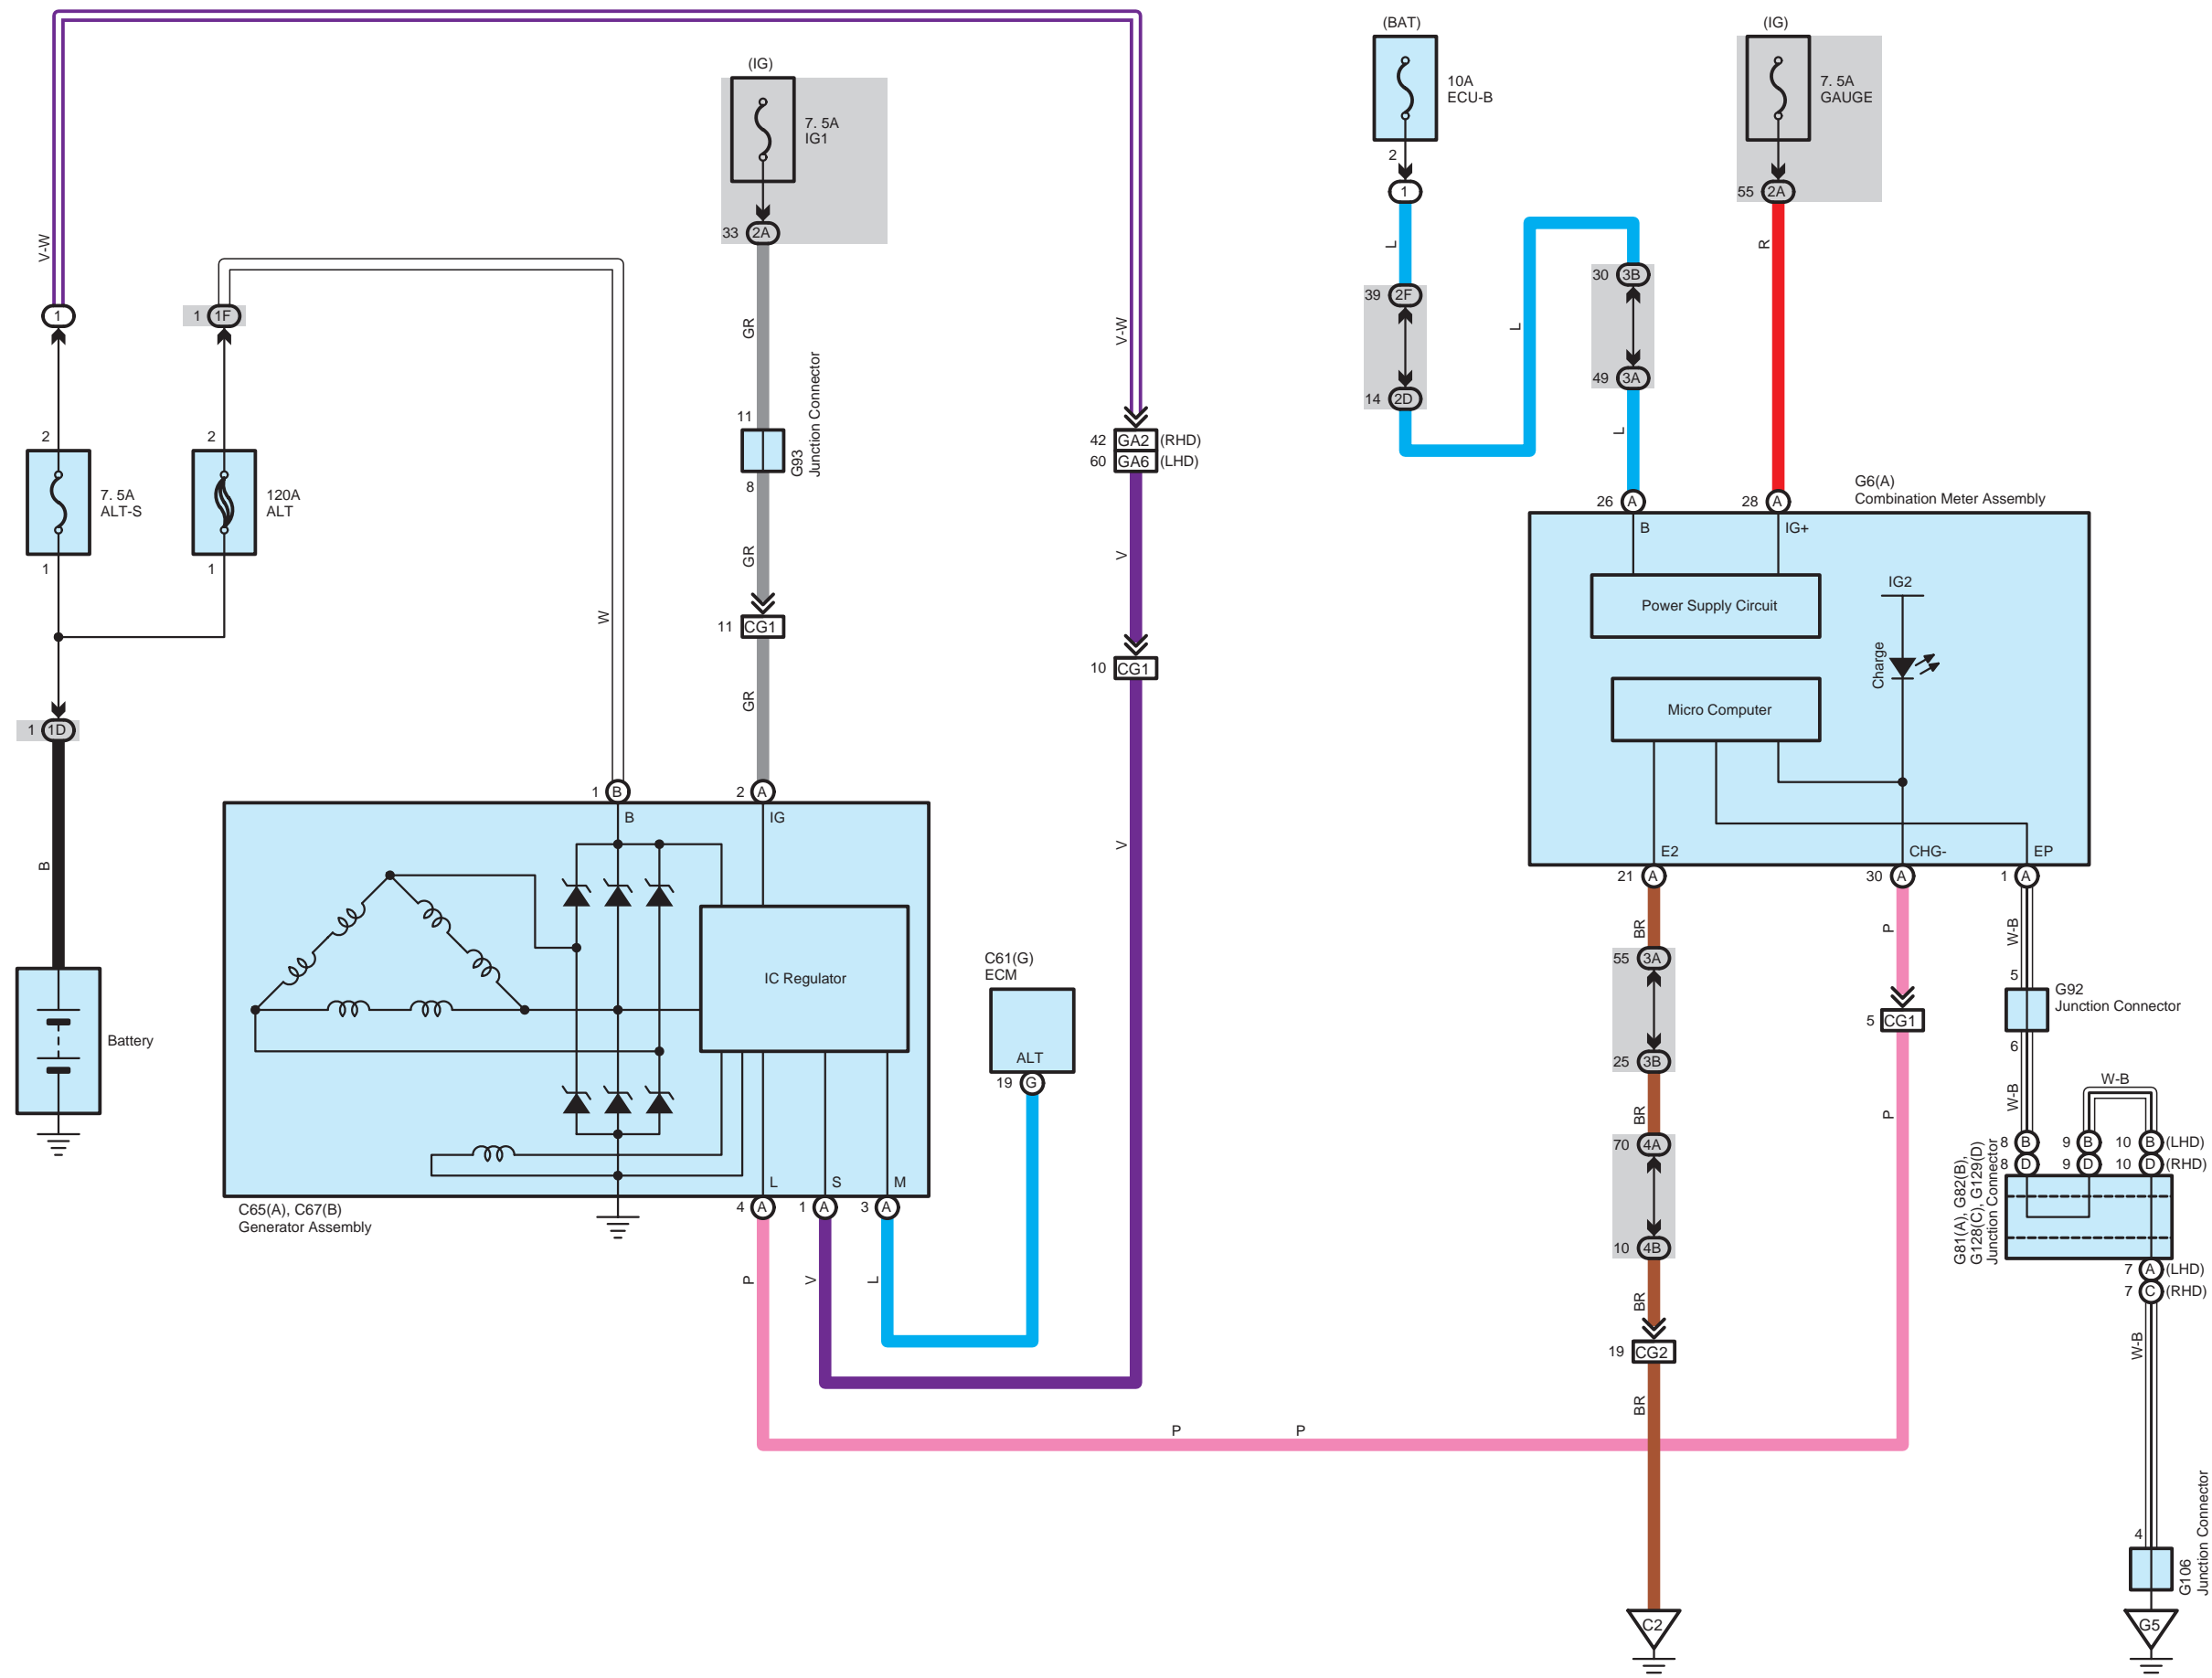 (BAT)
(IG)
(IG)
10A
ECU-B
7. 5A
GAUGE
7. 5A
IG1
2
1
55 2A
33 2A
V-W
L
R
1
1 1F
GR
V-W
39 2F
30 3B
L
14 2D
49 3A
L
11
G93
Junction Connector
8
42 GA2 (RHD)
60 GA6 (LHD)
2
2
7. 5A
ALT-S
120A
ALT
1
1
GR
V
26 A
28 A
G6(A)
Combination Meter Assembly
B
IG+
Power Supply Circuit
IG2
Charge
Micro Computer
W
11 CG1
10 CG1
GR
1 1D
B
1 B
2 A
B
IG
V
E2
CHG-
EP
21 A
30 A
1 A
IC Regulator
Battery
C61(G)
ECM
ALT
19 G
BR
P
W-B
55 3A
25 3B
5
G92
Junction Connector
6
5 CG1
BR
P
W-B
W-B
70 4A
10 4B
8 B
9 B
10 B (LHD)
8 D
9 D
10 D (RHD)
G81(A), G82(B),
G128(C), G129(D)
Junction Connector
L
S
M
4 A
1 A
3 A
C65(A), C67(B)
Generator Assembly
P
V
L
BR
7 A (LHD)
7 C (RHD)
W-B
19 CG2
BR
P
P
4
G106
Junction Connector
C2
G5